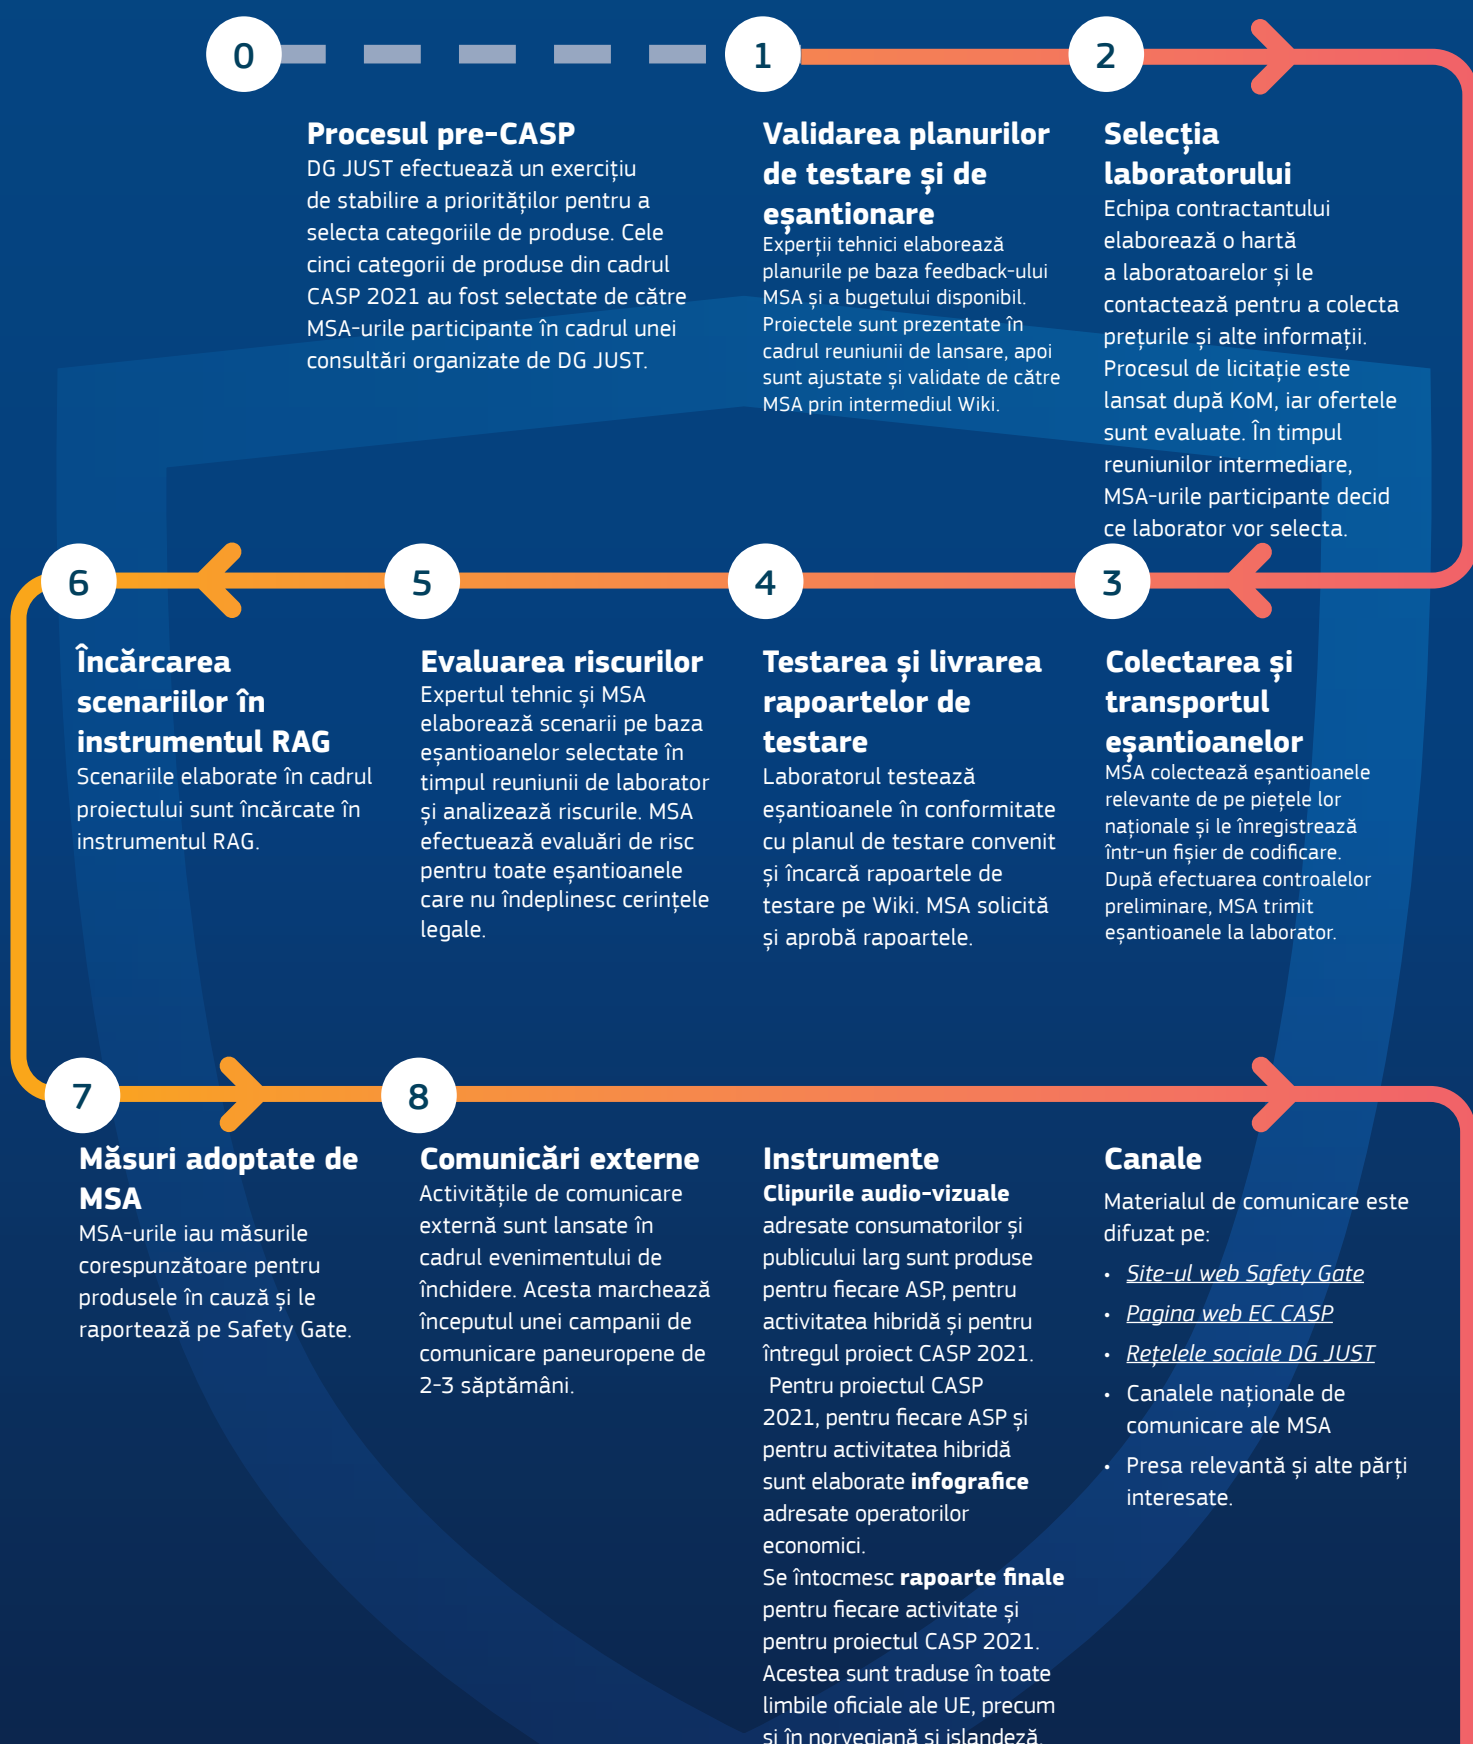 0
Procesul pre-CASP
DG JUST efectuează un exercițiu
de stabilire a priorităților pentru a
selecta categoriile de produse. Cele
cinci categorii de produse din cadrul
CASP 2021 au fost selectate de către
MSA-urile participante în cadrul unei
consultări organizate de DG JUST.
1
Validarea planurilor
de testare și de
eșantionare
Experții tehnici elaborează
planurile pe baza feedback-ului
MSA și a bugetului disponibil.
Proiectele sunt prezentate în
cadrul reuniunii de lansare, apoi
sunt ajustate și validate de către
MSA prin intermediul Wiki.
2
Selecția
laboratorului
Echipa contractantului
elaborează o hartă
a laboratoarelor și le
contactează pentru a colecta
prețurile și alte informații.
Procesul de licitație este
lansat după KoM, iar ofertele
sunt evaluate. În timpul
reuniunilor intermediare,
MSA-urile participante decid
ce laborator vor selecta.
3
Colectarea și
transportul
eșantioanelor
MSA colectează eșantioanele
relevante de pe piețele lor
naționale și le înregistrează
într-un fișier de codificare.
După efectuarea controalelor
preliminare, MSA trimit
eșantioanele la laborator.
4
Testarea și livrarea
rapoartelor de
testare
Laboratorul testează
eșantioanele în conformitate
cu planul de testare convenit
și încarcă rapoartele de
testare pe Wiki. MSA solicită
și aprobă rapoartele.
5
Evaluarea riscurilor
Expertul tehnic și MSA
elaborează scenarii pe baza
eșantioanelor selectate în
timpul reuniunii de laborator
și analizează riscurile. MSA
efectuează evaluări de risc
pentru toate eșantioanele
care nu îndeplinesc cerințele
legale.
6
Încărcarea
scenariilor în
instrumentul RAG
Scenariile elaborate în cadrul
proiectului sunt încărcate în
instrumentul RAG.
7
Măsuri adoptate de
MSA
MSA-urile iau măsurile
corespunzătoare pentru
produsele în cauză și le
raportează pe Safety Gate.
8
Comunicări externe
Activitățile de comunicare
externă sunt lansate în
cadrul evenimentului de
închidere. Acesta marchează
începutul unei campanii de
comunicare paneuropene de
2-3 săptămâni.
Instrumente
Clipurile audio-vizuale
adresate consumatorilor și
publicului larg sunt produse
pentru fiecare ASP, pentru
activitatea hibridă și pentru
întregul proiect CASP 2021.
Pentru proiectul CASP
2021, pentru fiecare ASP și
pentru activitatea hibridă
sunt elaborate infografice
adresate operatorilor
economici.
Se întocmesc rapoarte finale
pentru fiecare activitate și
pentru proiectul CASP 2021.
Acestea sunt traduse în toate
limbile oficiale ale UE, precum
și în norvegiană și islandeză.
Canale
Materialul de comunicare este
difuzat pe:
• Site-ul web Safety Gate
• Pagina web EC CASP
• Rețelele sociale DG JUST
• Canalele naționale de
comunicare ale MSA
• Presa relevantă și alte părți
interesate.